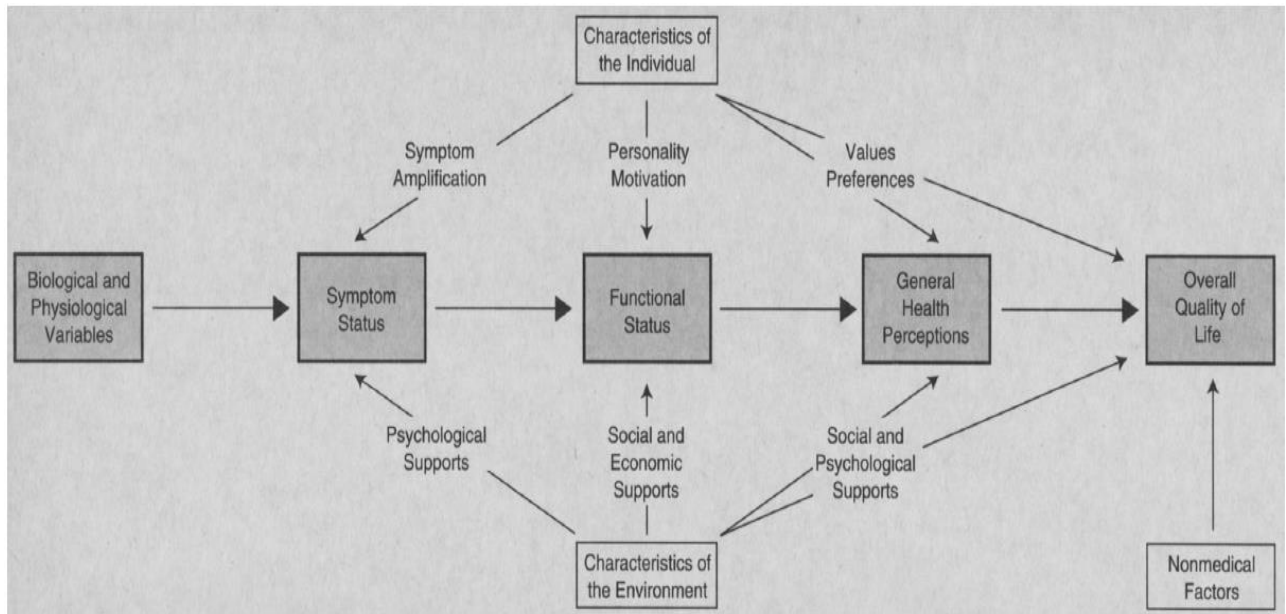 Characteristics of
the Individual
Symptom
Amplification
Personality
Motivation
Values
Preferences
Biological and
Physiological
Variables
Symptom
Status
Functional
Status
General
Health
Perceptions
Overall
Quality of
Life
Psychological
Supports
Social and
Economic
Supports
Social and
Psychological
Supports
Characteristics of
the Environment
Nonmedical
Factors